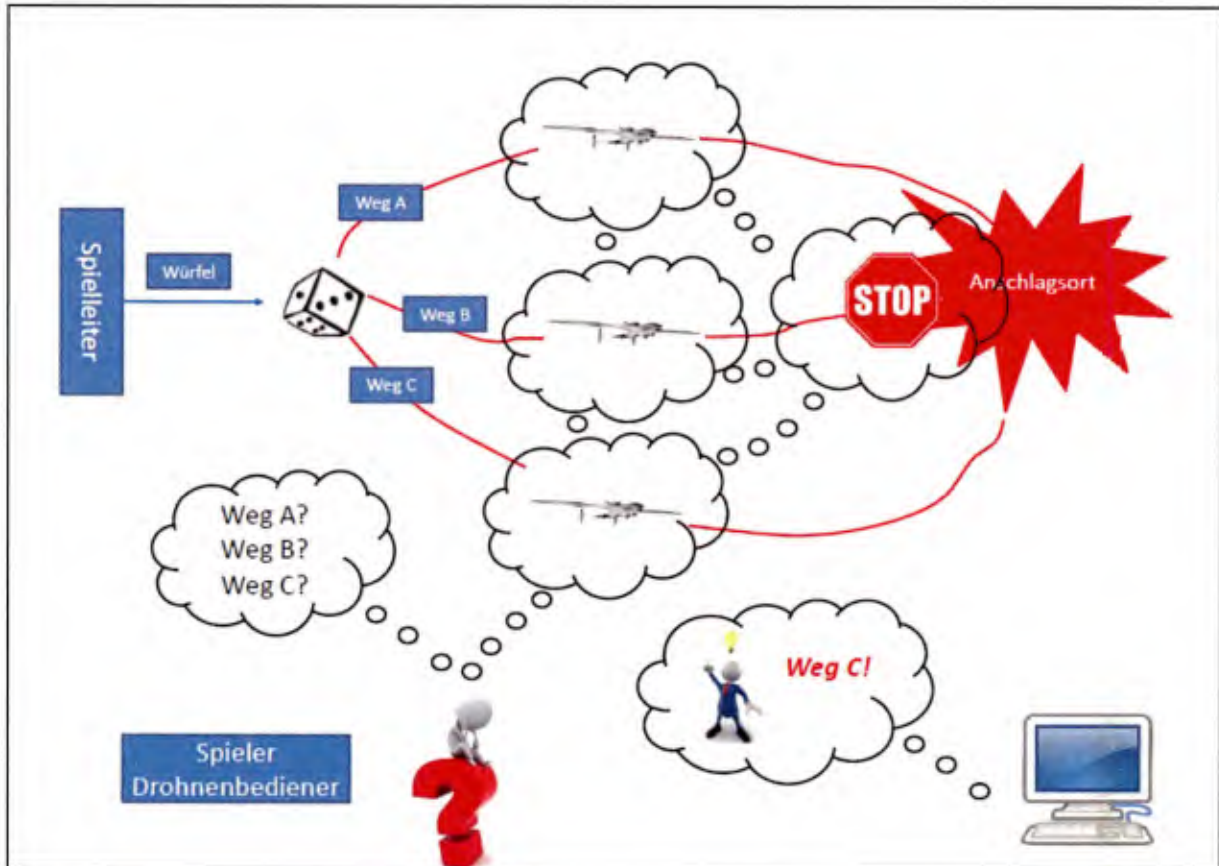 Weg A
Spielleiter
Würfel
STOP
Anschlagsort
Weg B
Weg C
Weg A?
Weg B?
Weg C?
Weg C!
Spieler
Drohnenbediener